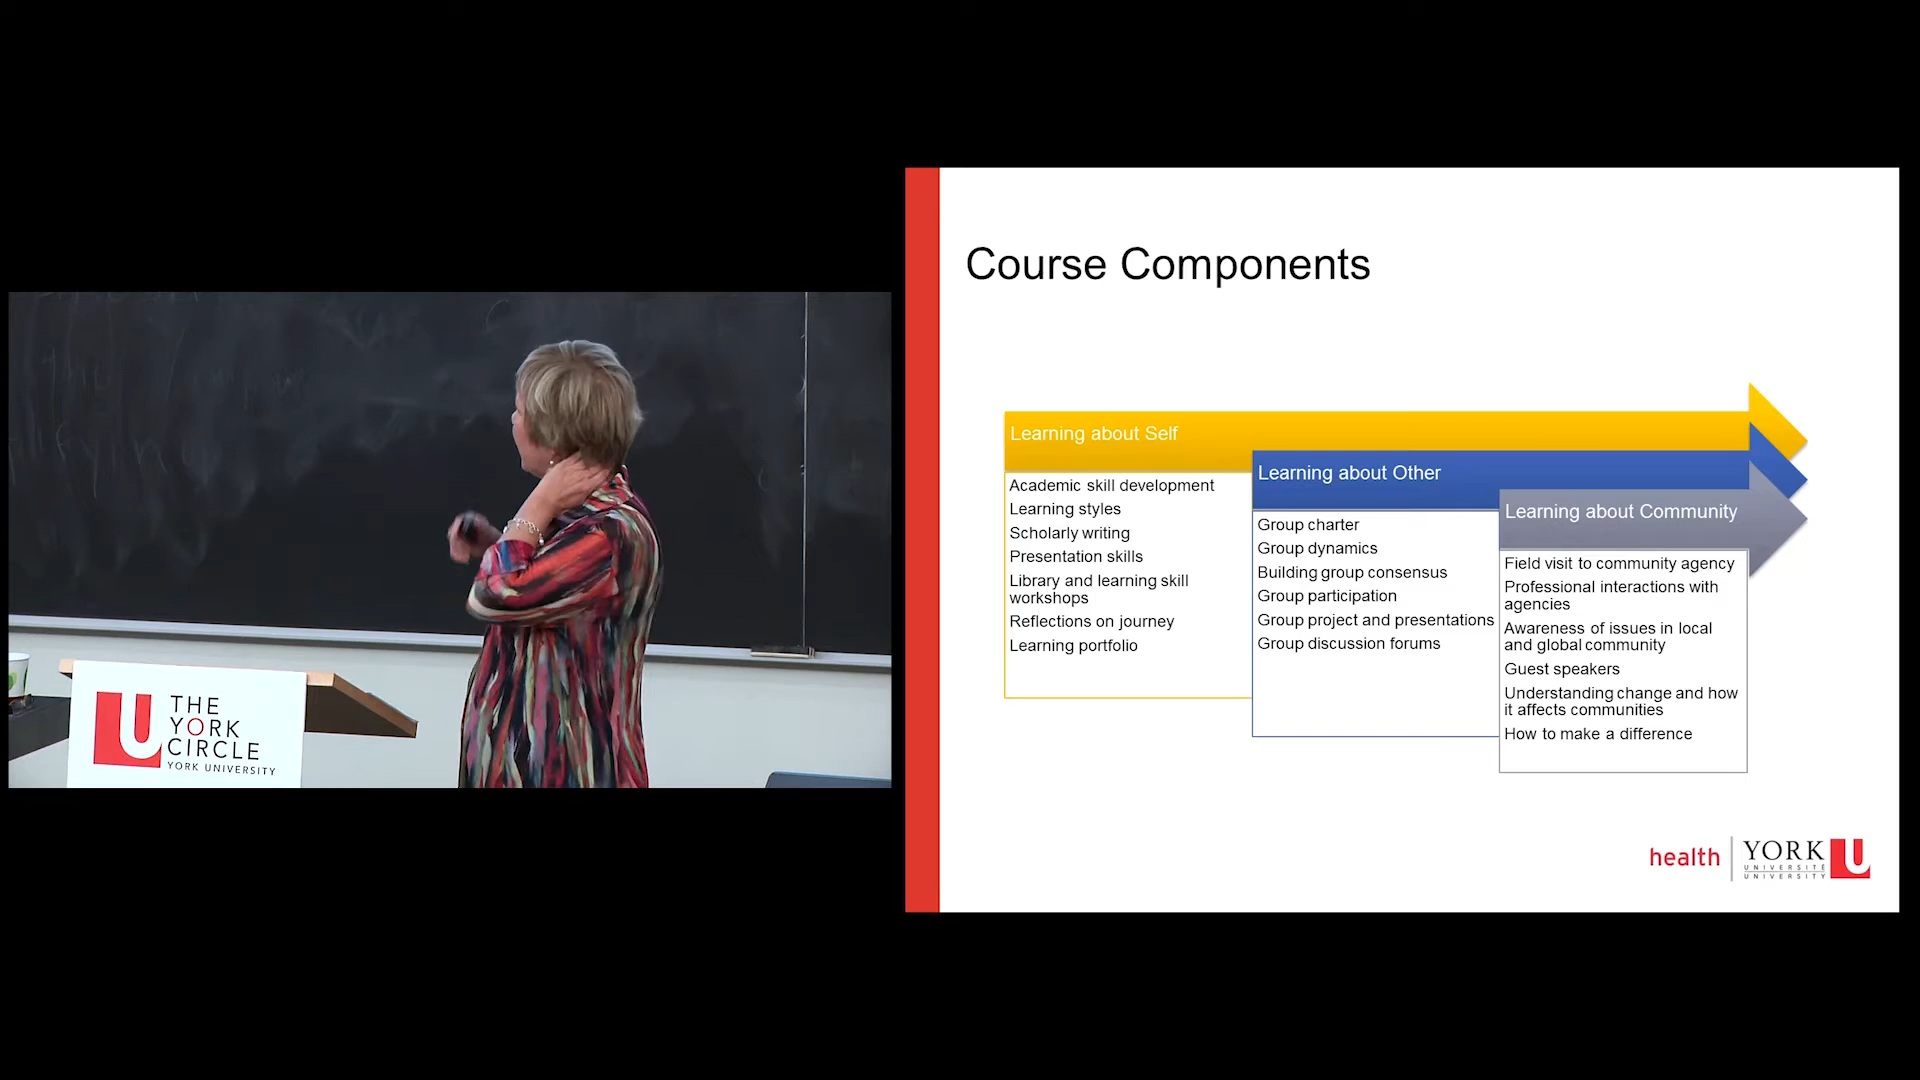 THE
YORK
CIRCLE
YORK UNIVERSITY
Course Components
Learning about Self
Academic skill development
Learning styles
Scholarly writing
Presentation skills
Library and learning skill
workshops
Reflections on journey
Learning portfolio
Learning about Other
Group charter
Group dynamics
Building group consensus
Group participation
Group project and presentations
Group discussion forums
Learning about Community
Field visit to community agency
Professional interactions with
agencies
Awareness of issues in local
and global community
Guest speakers
Understanding change and how
it affects communities
How to make a difference
health
YORK
UNIVERSITÉ
UNIVERSITY